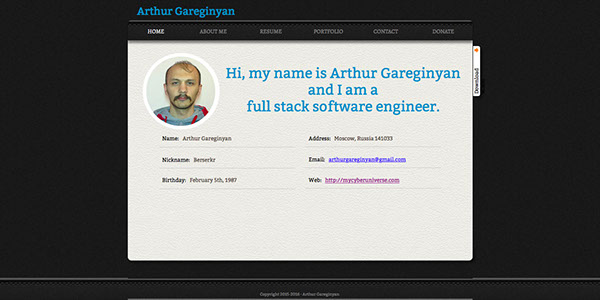 Arthur Gareginyan
HOME ABOUT ME RESUME PORTFOLIO CONTACT DONATE
Download
Hi, my name is Arthur Gareginyan
and I am a
full stack software engineer.
Name: Arthur Gareginyan Address: Moscow, Russia 141033
Nickname: Berserkr Email: arthurgareginyan@gmail.com
Birthday: February 5th, 1987 Web: http://mycyberuniverse.com
Copyright 2015-2016 · Arthur Gareginyan